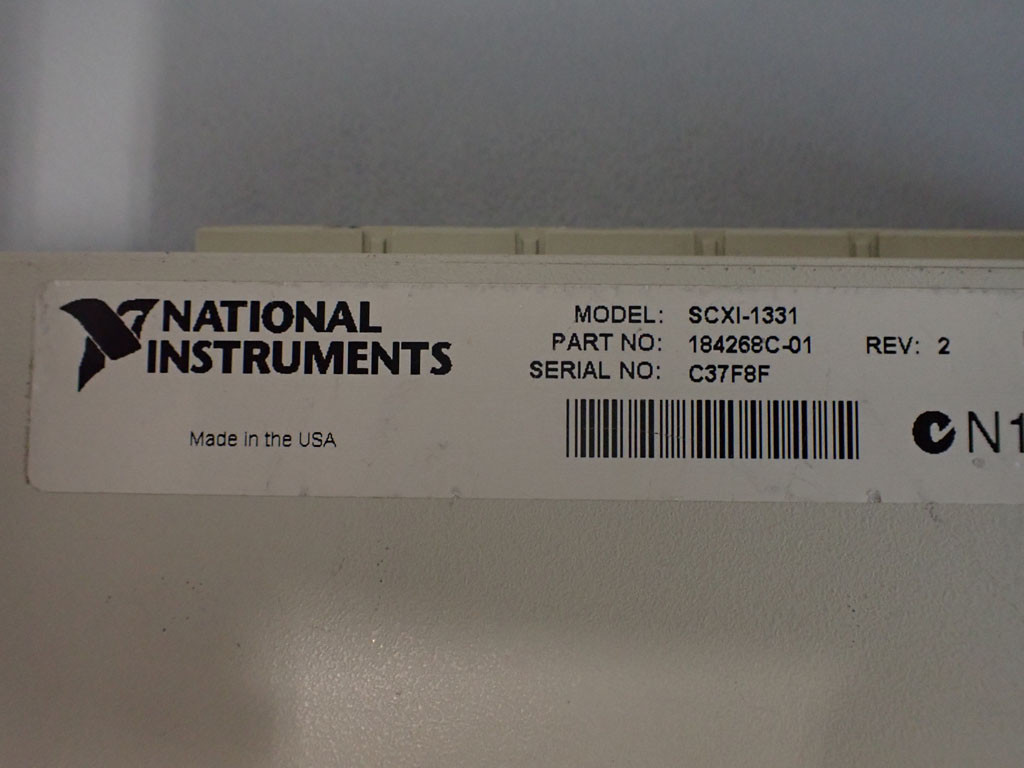 NATIONAL
INSTRUMENTS
Made in the USA
MODEL: SCXI-1331
PART NO: 184268C-01 REV: 2
SERIAL NO: C37F8F
N1